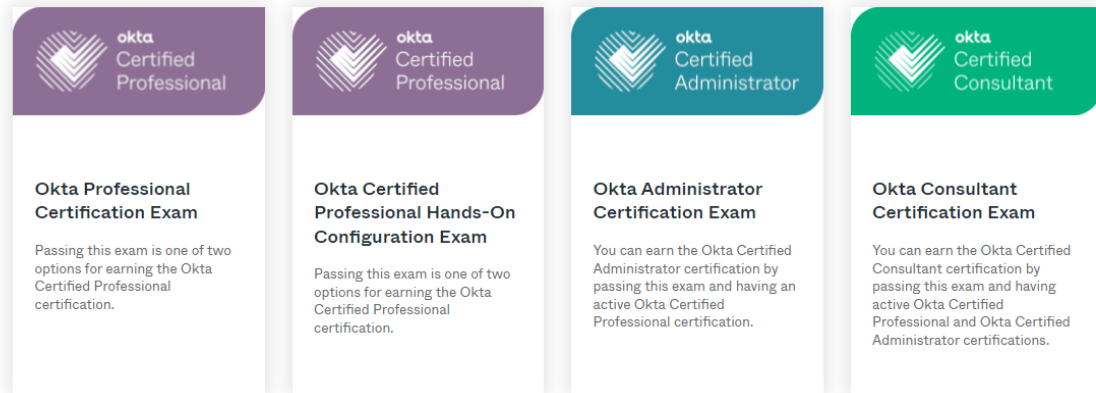 okta
Certified
Professional
Okta Professional
Certification Exam
Passing this exam is one of two
options for earning the Okta
Certified Professional
certification.
okta
Certified
Professional
Okta Certified
Professional Hands-On
Configuration Exam
Passing this exam is one of two
options for earning the Okta
Certified Professional
certification.
okta
Certified
Administrator
Okta Administrator
Certification Exam
You can earn the Okta Certified
Administrator certification by
passing this exam and having an
active Okta Certified
Professional certification.
okta
Certified
Consultant
Okta Consultant
Certification Exam
You can earn the Okta Certified
Consultant certification by
passing this exam and having
active Okta Certified
Professional and Okta Certified
Administrator certifications.